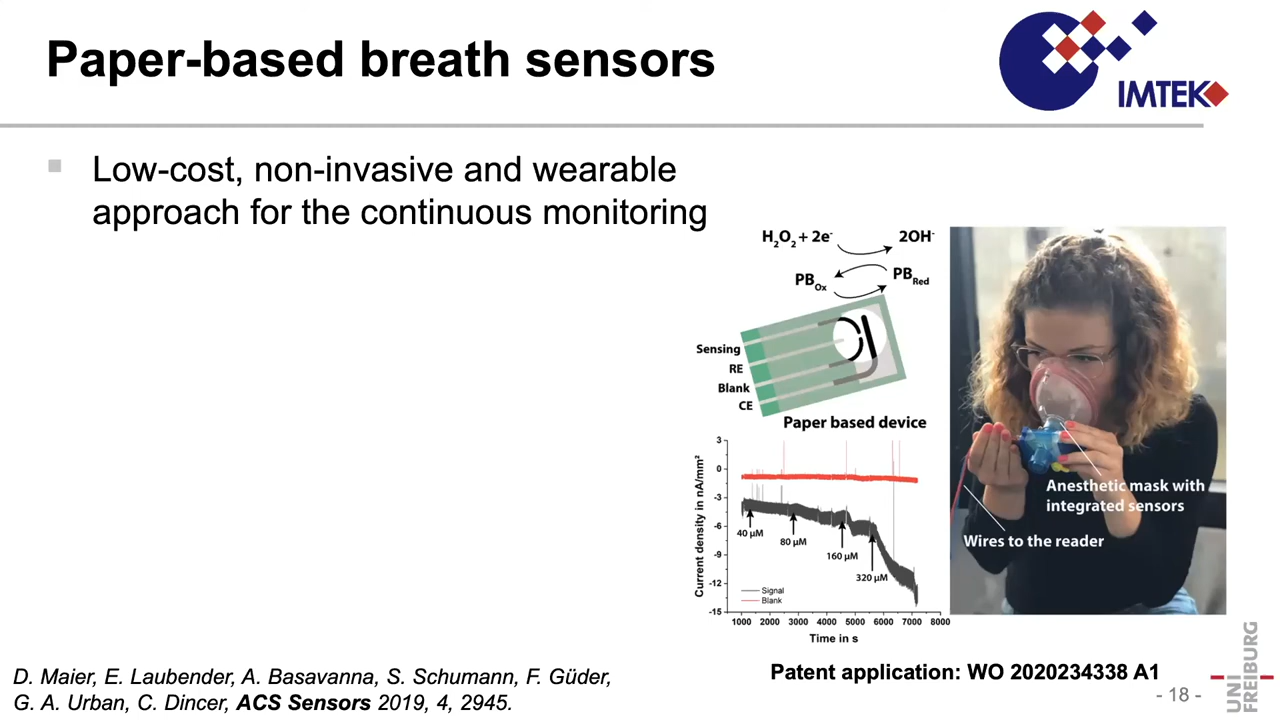 Paper-based breath sensors
IMTEK
Low-cost, non-invasive and wearable
approach for the continuous monitoring
H₂O₂ + 2e⁻
2OH⁻
PBOx
PBRed
Sensing
RE
Blank
CE
Paper based device
Current density in nA/mm²
3
0
-3
-6
-9
-12
-15
40 µM
80 µM
160 µM
320 µM
Signal
Blank
1000 2000 3000 4000 5000 6000 7000 8000
Time in s
Anesthetic mask with
integrated sensors
Wires to the reader
D. Maier, E. Laubender, A. Basavanna, S. Schumann, F. Güder,
G. A. Urban, C. Dincer, ACS Sensors 2019, 4, 2945.
Patent application: WO 2020234338 A1
- 18 -
UNI
FREIBURG